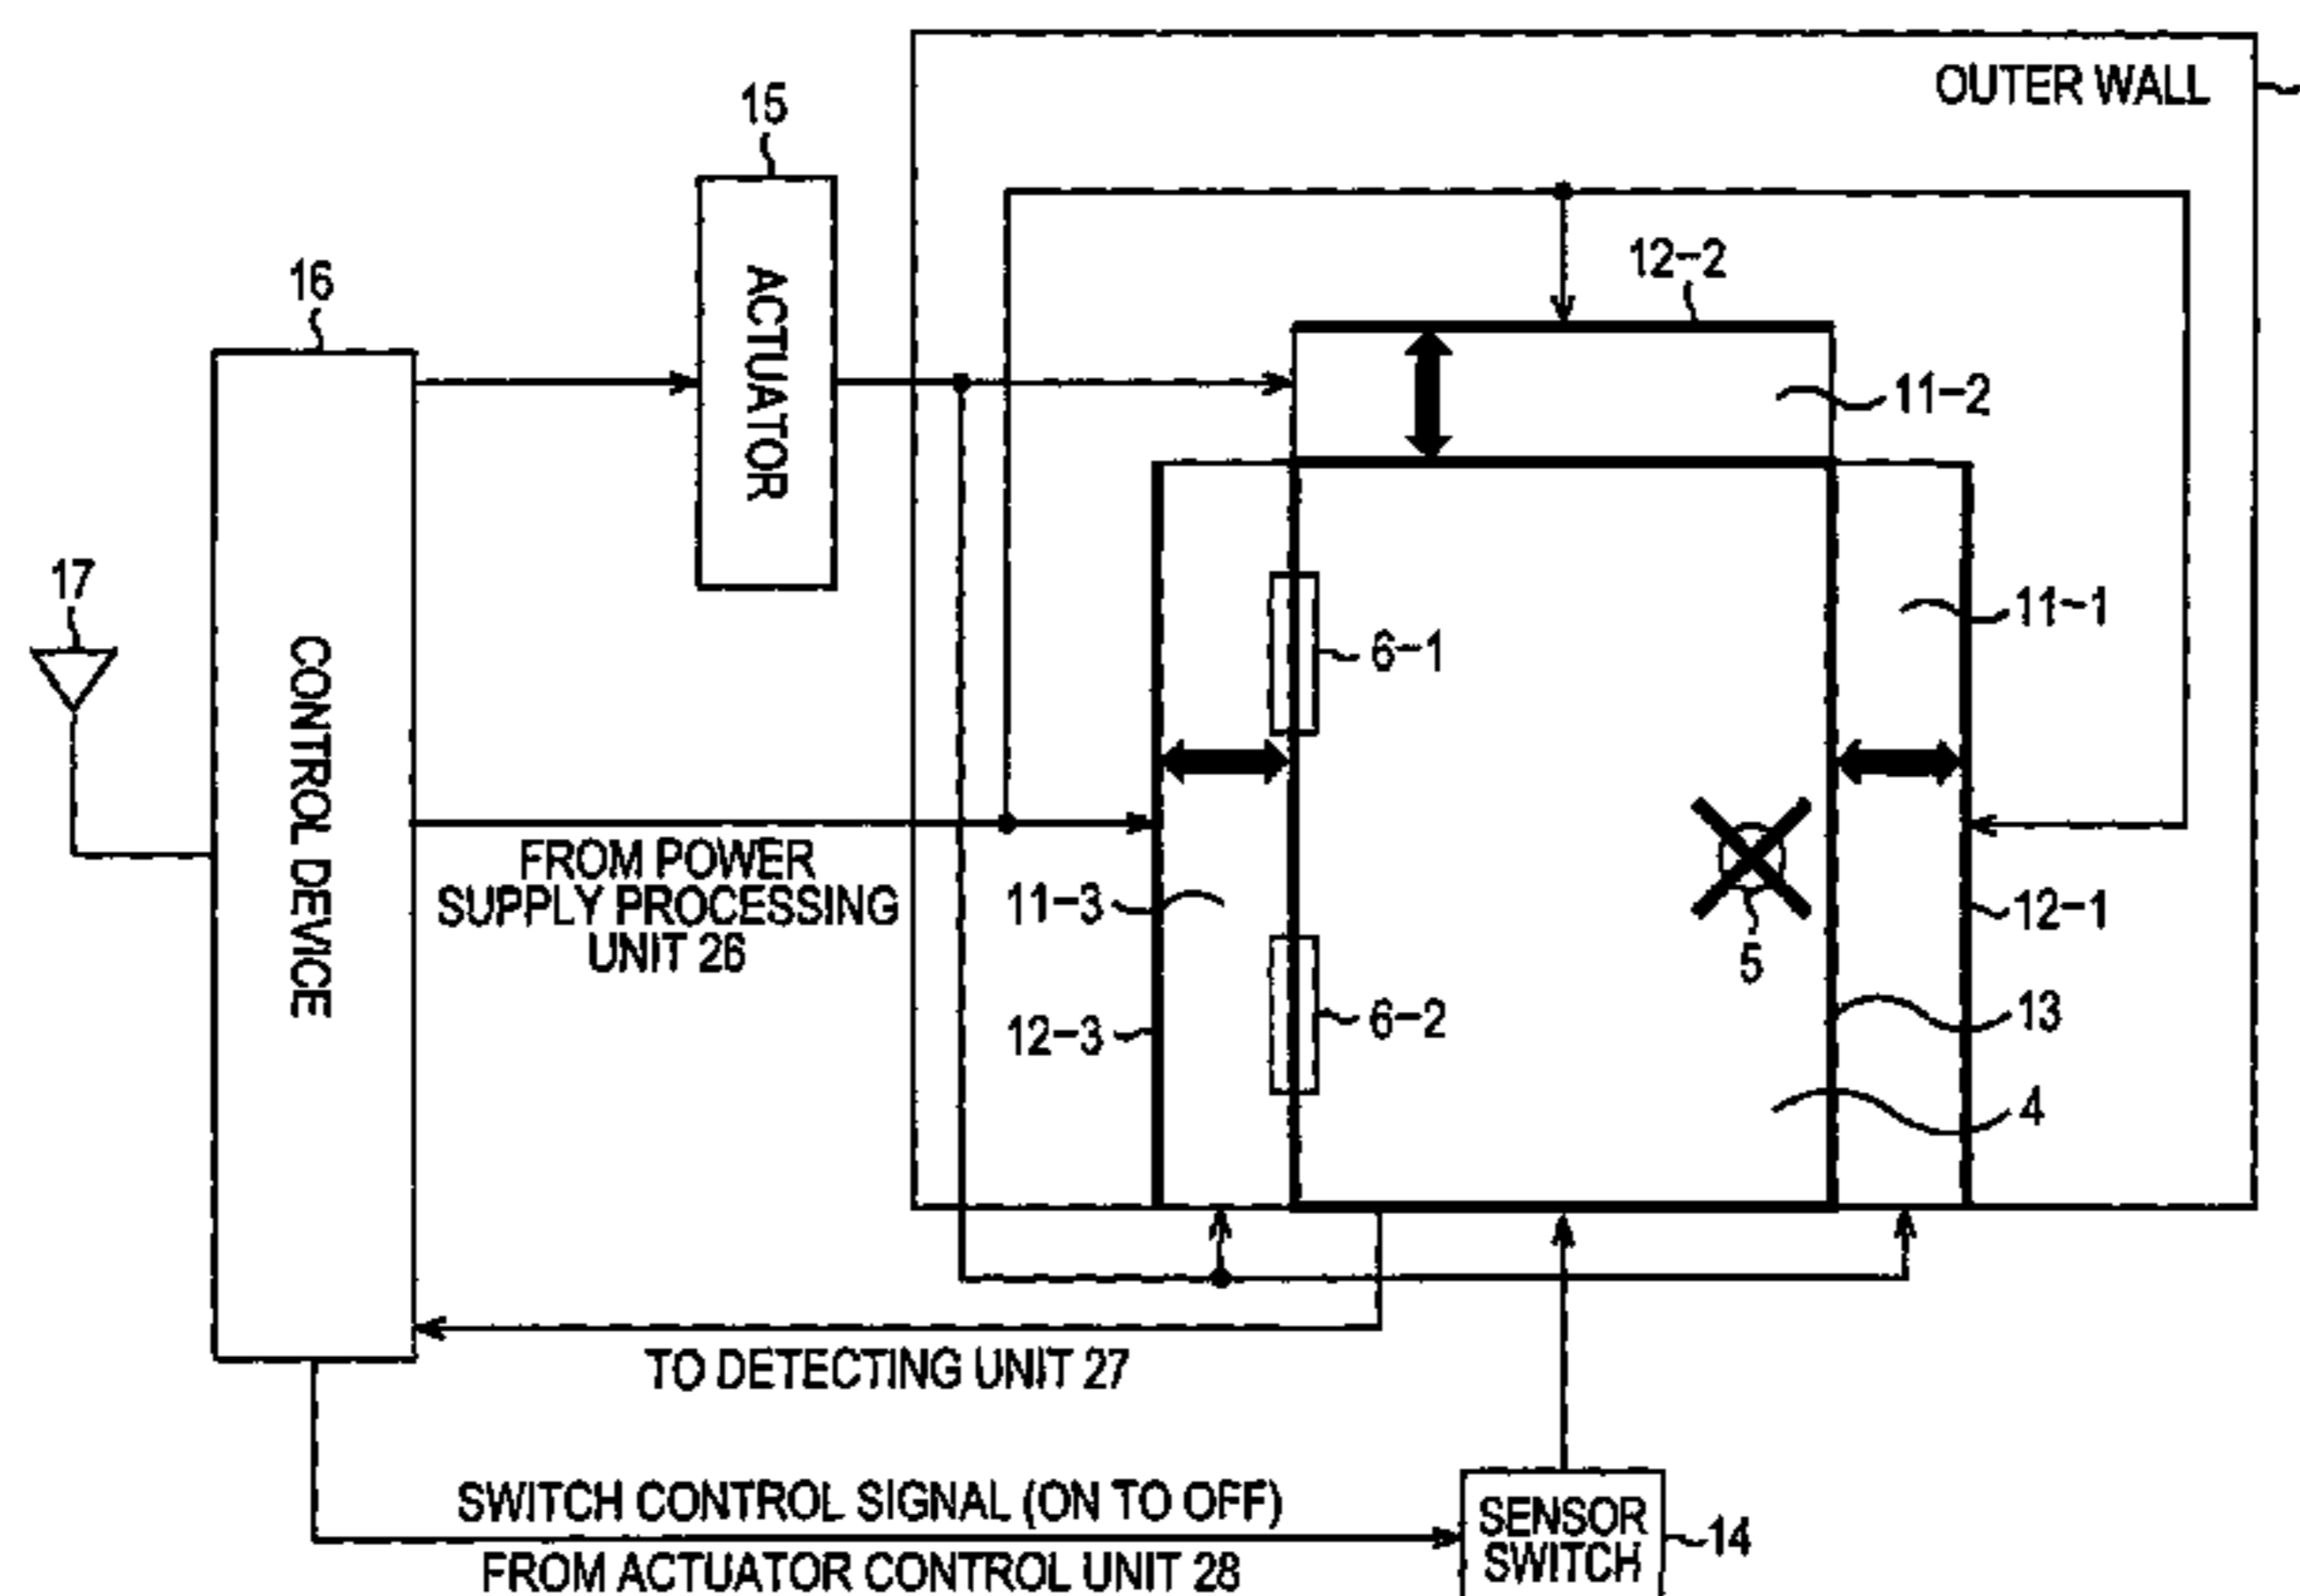 OUTER WALL
15
ACTUATOR
12-2
16
11-2
17
11-1
6-1
CONTROL DEVICE
FROM POWER
SUPPLY PROCESSING
UNIT 26
11-3
12-1
5
6-2
12-3
13
4
TO DETECTING UNIT 27
SWITCH CONTROL SIGNAL (ON TO OFF)
FROM ACTUATOR CONTROL UNIT 28
SENSOR
SWITCH
14